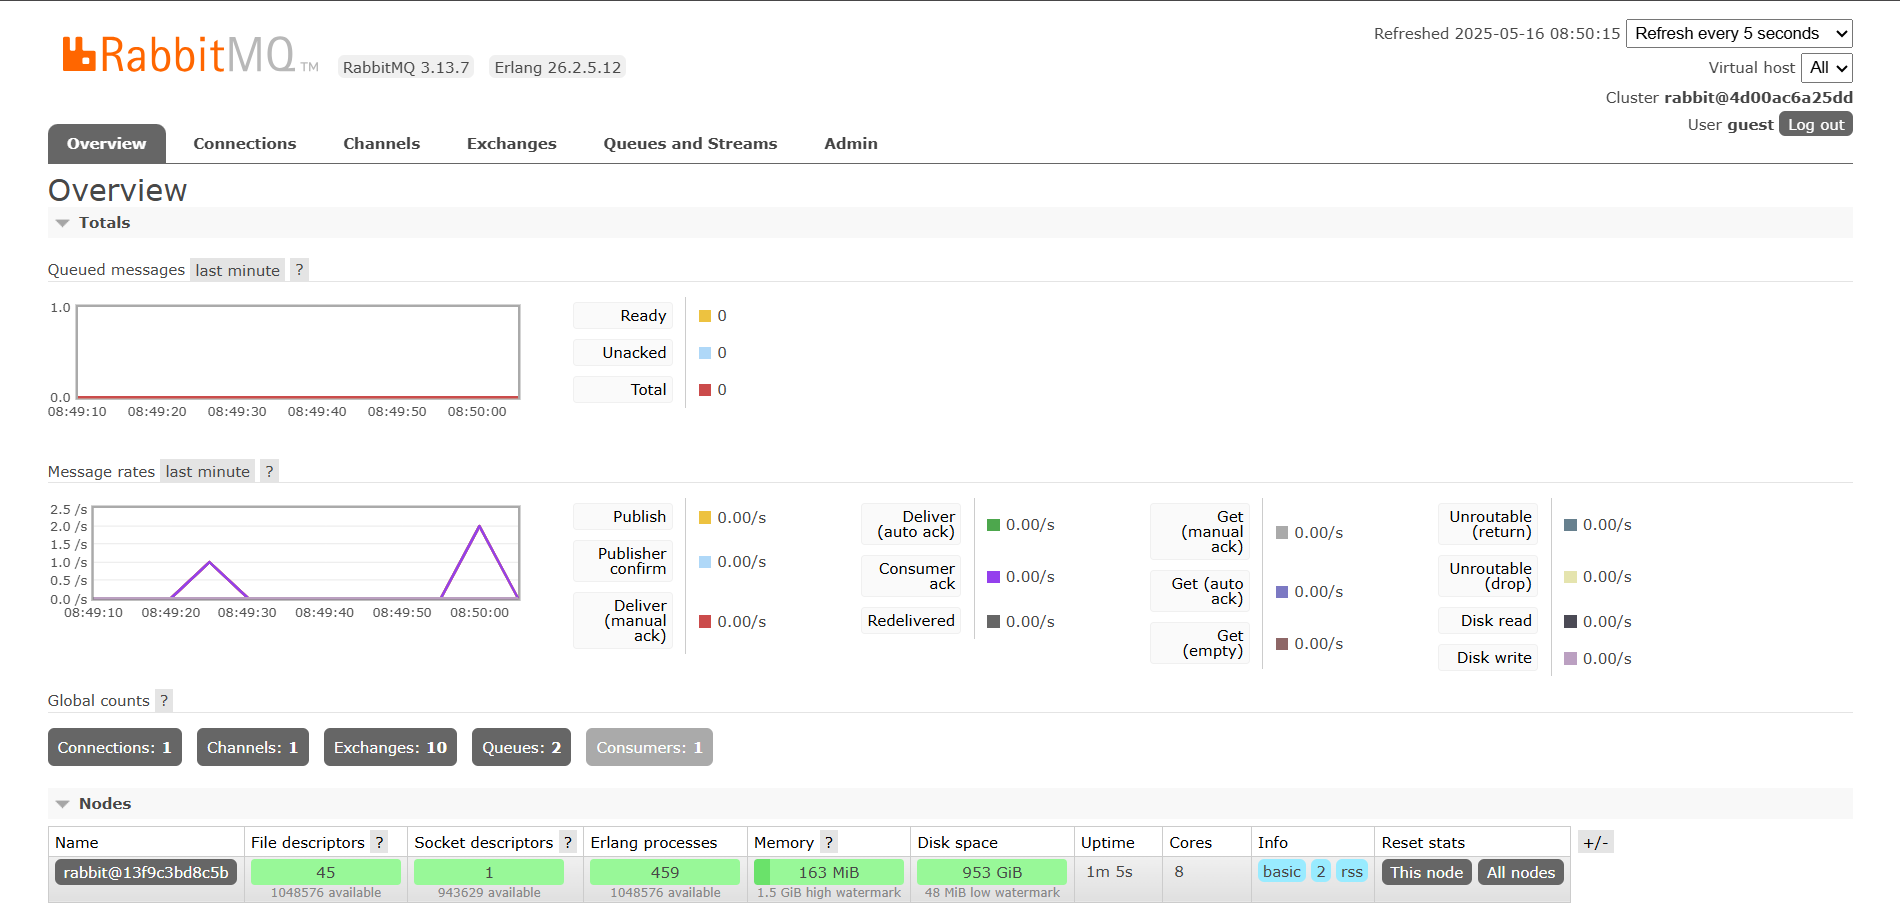 RabbitMQ TM RabbitMQ 3.13.7 Erlang 26.2.5.12
Refreshed 2025-05-16 08:50:15 Refresh every 5 seconds
Virtual host All
Cluster rabbit@4d00ac6a25dd
User guest Log out
Overview Connections Channels Exchanges Queues and Streams Admin
Overview
Totals
Queued messages last minute ?
1.0
0.0
08:49:10 08:49:20 08:49:30 08:49:40 08:49:50 08:50:00
Ready 0
Unacked 0
Total 0
Message rates last minute ?
2.5 /s
2.0 /s
1.5 /s
1.0 /s
0.5 /s
0.0 /s
08:49:10 08:49:20 08:49:30 08:49:40 08:49:50 08:50:00
Publish 0.00/s
Publisher
confirm 0.00/s
Deliver
(manual
ack) 0.00/s
Deliver
(auto ack) 0.00/s
Consumer
ack 0.00/s
Redelivered 0.00/s
Get
(manual
ack) 0.00/s
Get (auto
ack) 0.00/s
Get
(empty) 0.00/s
Unroutable
(return) 0.00/s
Unroutable
(drop) 0.00/s
Disk read 0.00/s
Disk write 0.00/s
Global counts ?
Connections: 1 Channels: 1 Exchanges: 10 Queues: 2 Consumers: 1
Nodes
Name File descriptors ? Socket descriptors ? Erlang processes Memory ? Disk space Uptime Cores Info Reset stats +/-
rabbit@13f9c3bd8c5b 45 1 459 163 MiB 953 GiB 1m 5s 8 basic 2 rss This node All nodes
1048576 available 943629 available 1048576 available 1.5 GiB high watermark 48 MiB low watermark